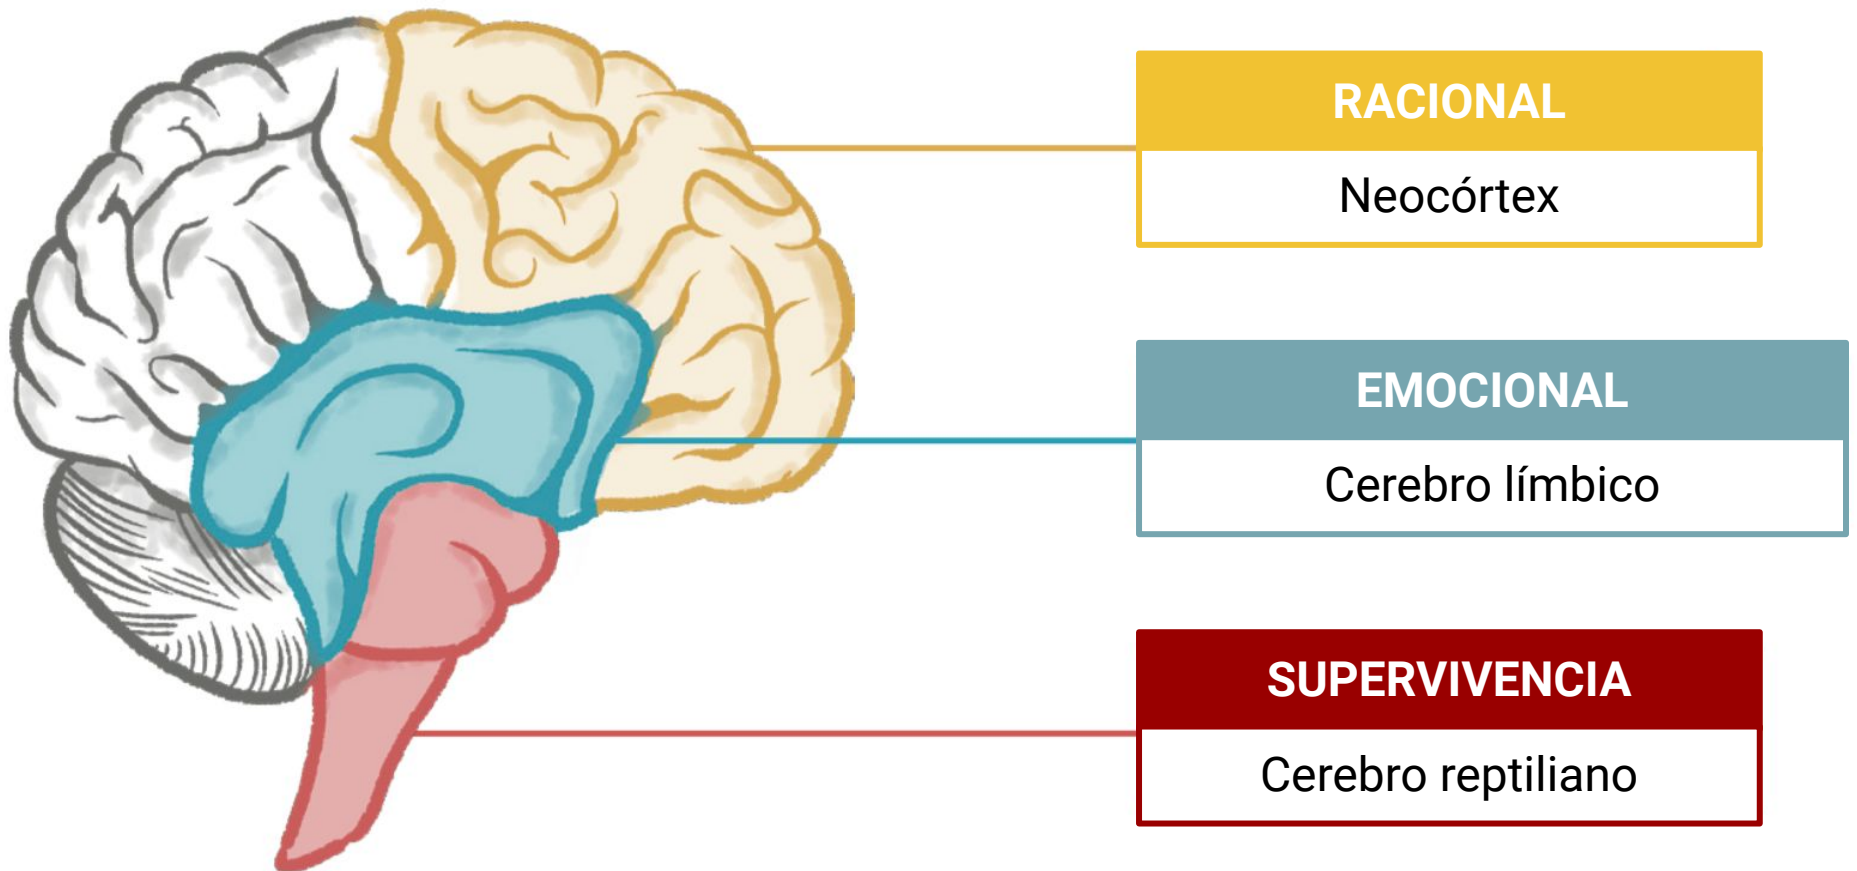 RACIONAL
Neocórtex
EMOCIONAL
Cerebro límbico
SUPERVIVENCIA
Cerebro reptiliano